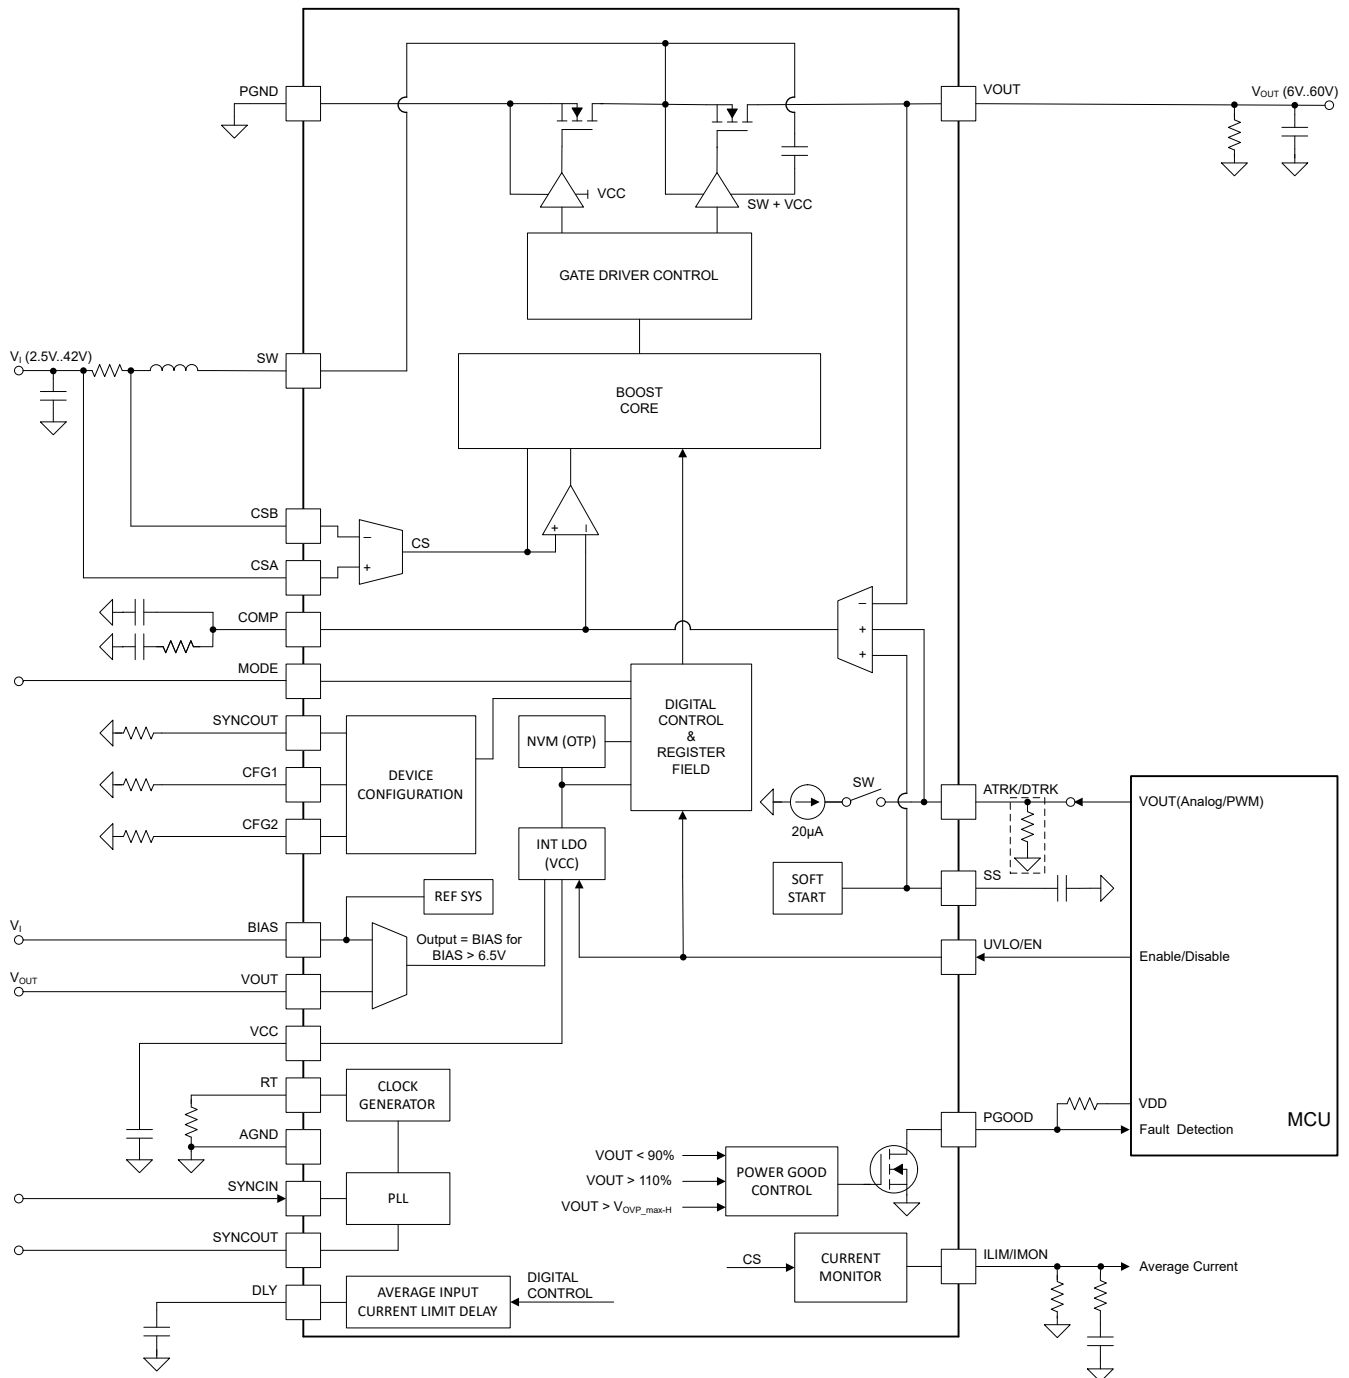 PGND
VOUT
VOUT (6V..60V)
VCC
SW + VCC
GATE DRIVER CONTROL
VI (2.5V..42V)
SW
BOOST
CORE
CSB
−
CS
+
−
CSA
+
COMP
−
+
+
MODE
SYNCOUT
CFG1
CFG2
DEVICE
CONFIGURATION
NVM (OTP)
DIGITAL
CONTROL
&
REGISTER
FIELD
INT LDO
(VCC)
SW
20µA
ATRK/DTRK
VOUT(Analog/PWM)
SOFT
START
SS
REF SYS
VI
BIAS
Output = BIAS for
BIAS > 6.5V
UVLO/EN
Enable/Disable
VOUT
VOUT
VCC
RT
CLOCK
GENERATOR
AGND
SYNCIN
PLL
SYNCOUT
VDD
PGOOD
Fault Detection
MCU
VOUT < 90%
VOUT > 110%
VOUT > VOVP_max-H
POWER GOOD
CONTROL
CS
CURRENT
MONITOR
ILIM/IMON
Average Current
DLY
AVERAGE INPUT
CURRENT LIMIT DELAY
DIGITAL
CONTROL